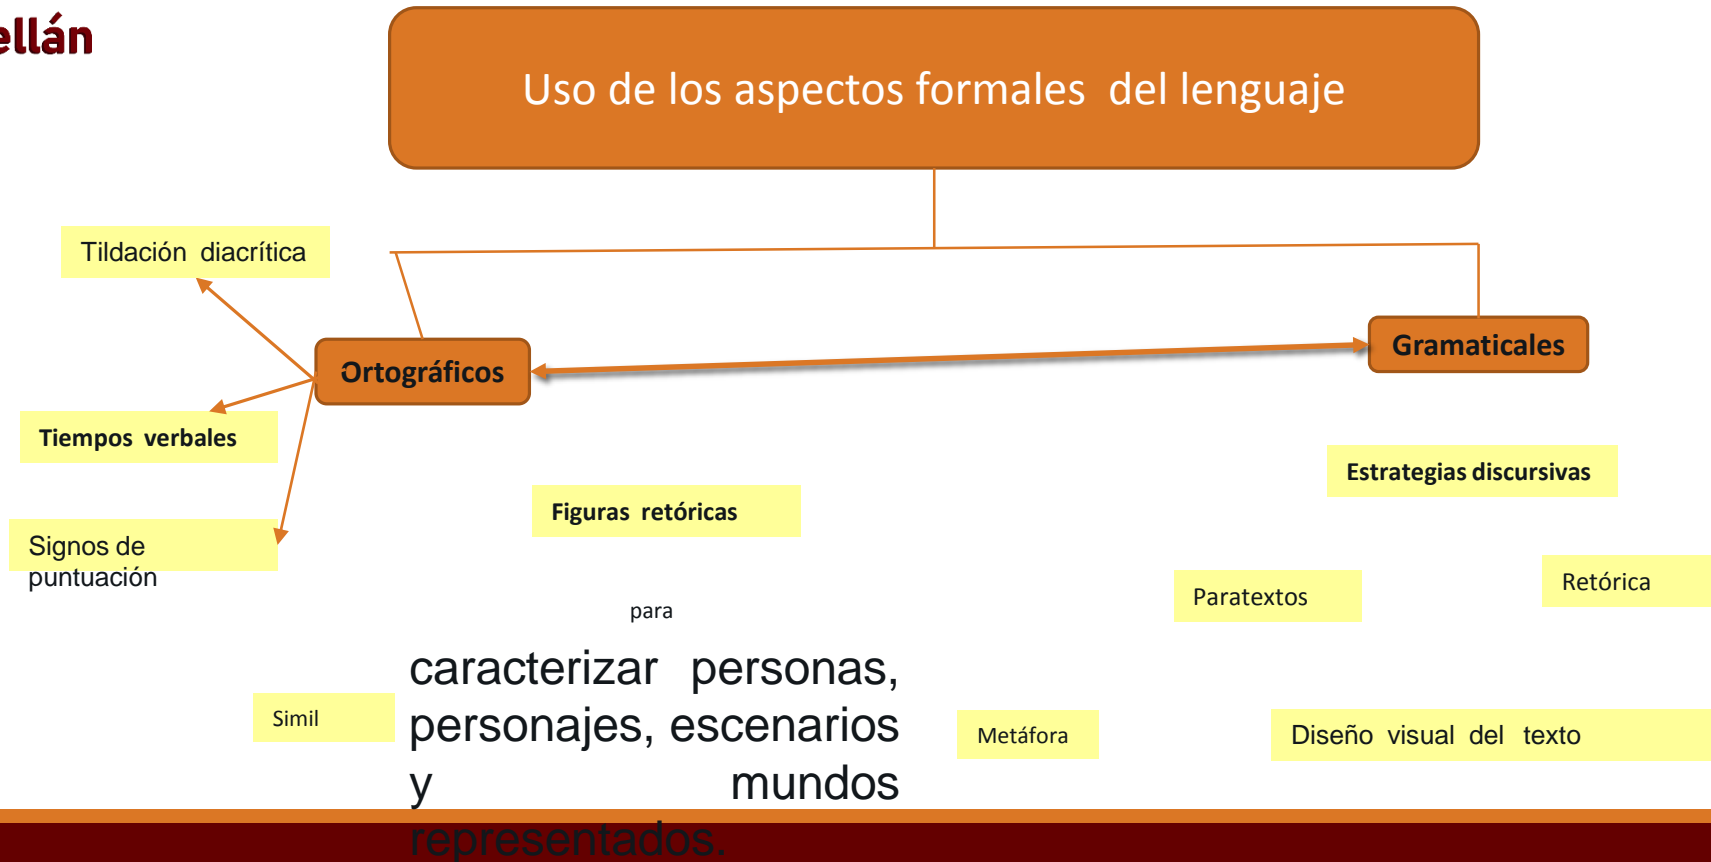 ellán
Uso de los aspectos formales del lenguaje
Tildación diacrítica
Ortográficos
Gramaticales
Tiempos verbales
Signos de
puntuación
Figuras retóricas
Estrategias discursivas
Paratextos
Retórica
para
caracterizar personas,
personajes, escenarios
y mundos
representados.
Simil
Metáfora
Diseño visual del texto